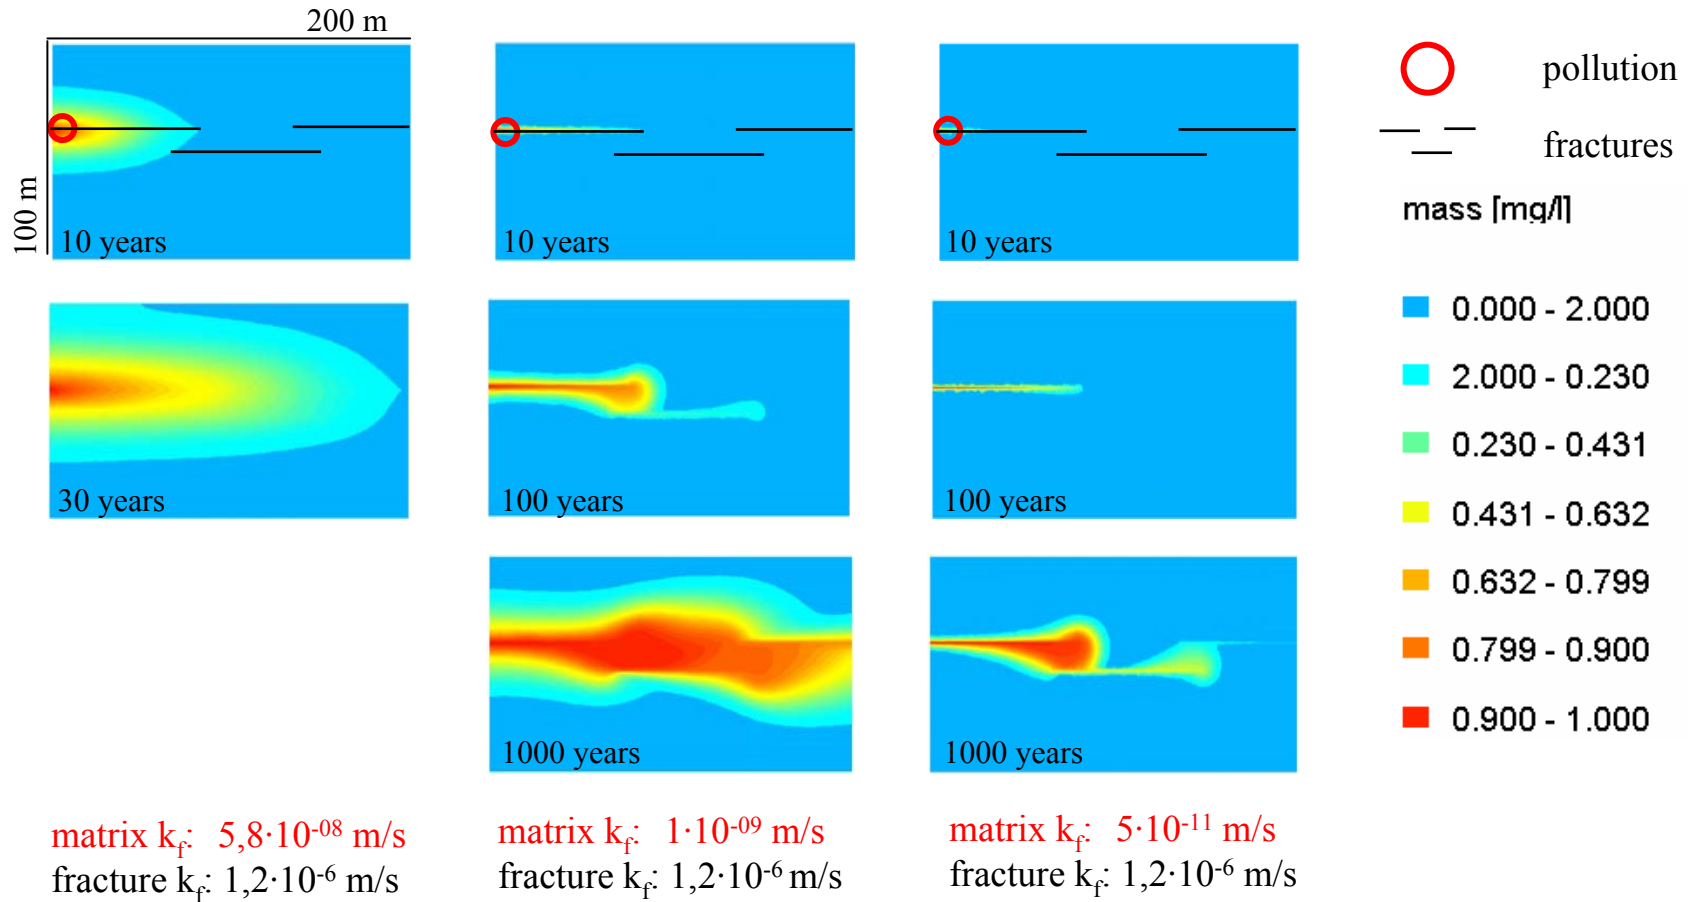 200 m
100 m
10 years
10 years
10 years
pollution
fractures
mass [mg/l]
30 years
100 years
100 years
0.000 - 2.000
2.000 - 0.230
0.230 - 0.431
0.431 - 0.632
0.632 - 0.799
0.799 - 0.900
0.900 - 1.000
1000 years
1000 years
matrix kf: 5,8·10-08 m/s
fracture kf: 1,2·10-6 m/s
matrix kf: 1·10-09 m/s
fracture kf: 1,2·10-6 m/s
matrix kf: 5·10-11 m/s
fracture kf: 1,2·10-6 m/s